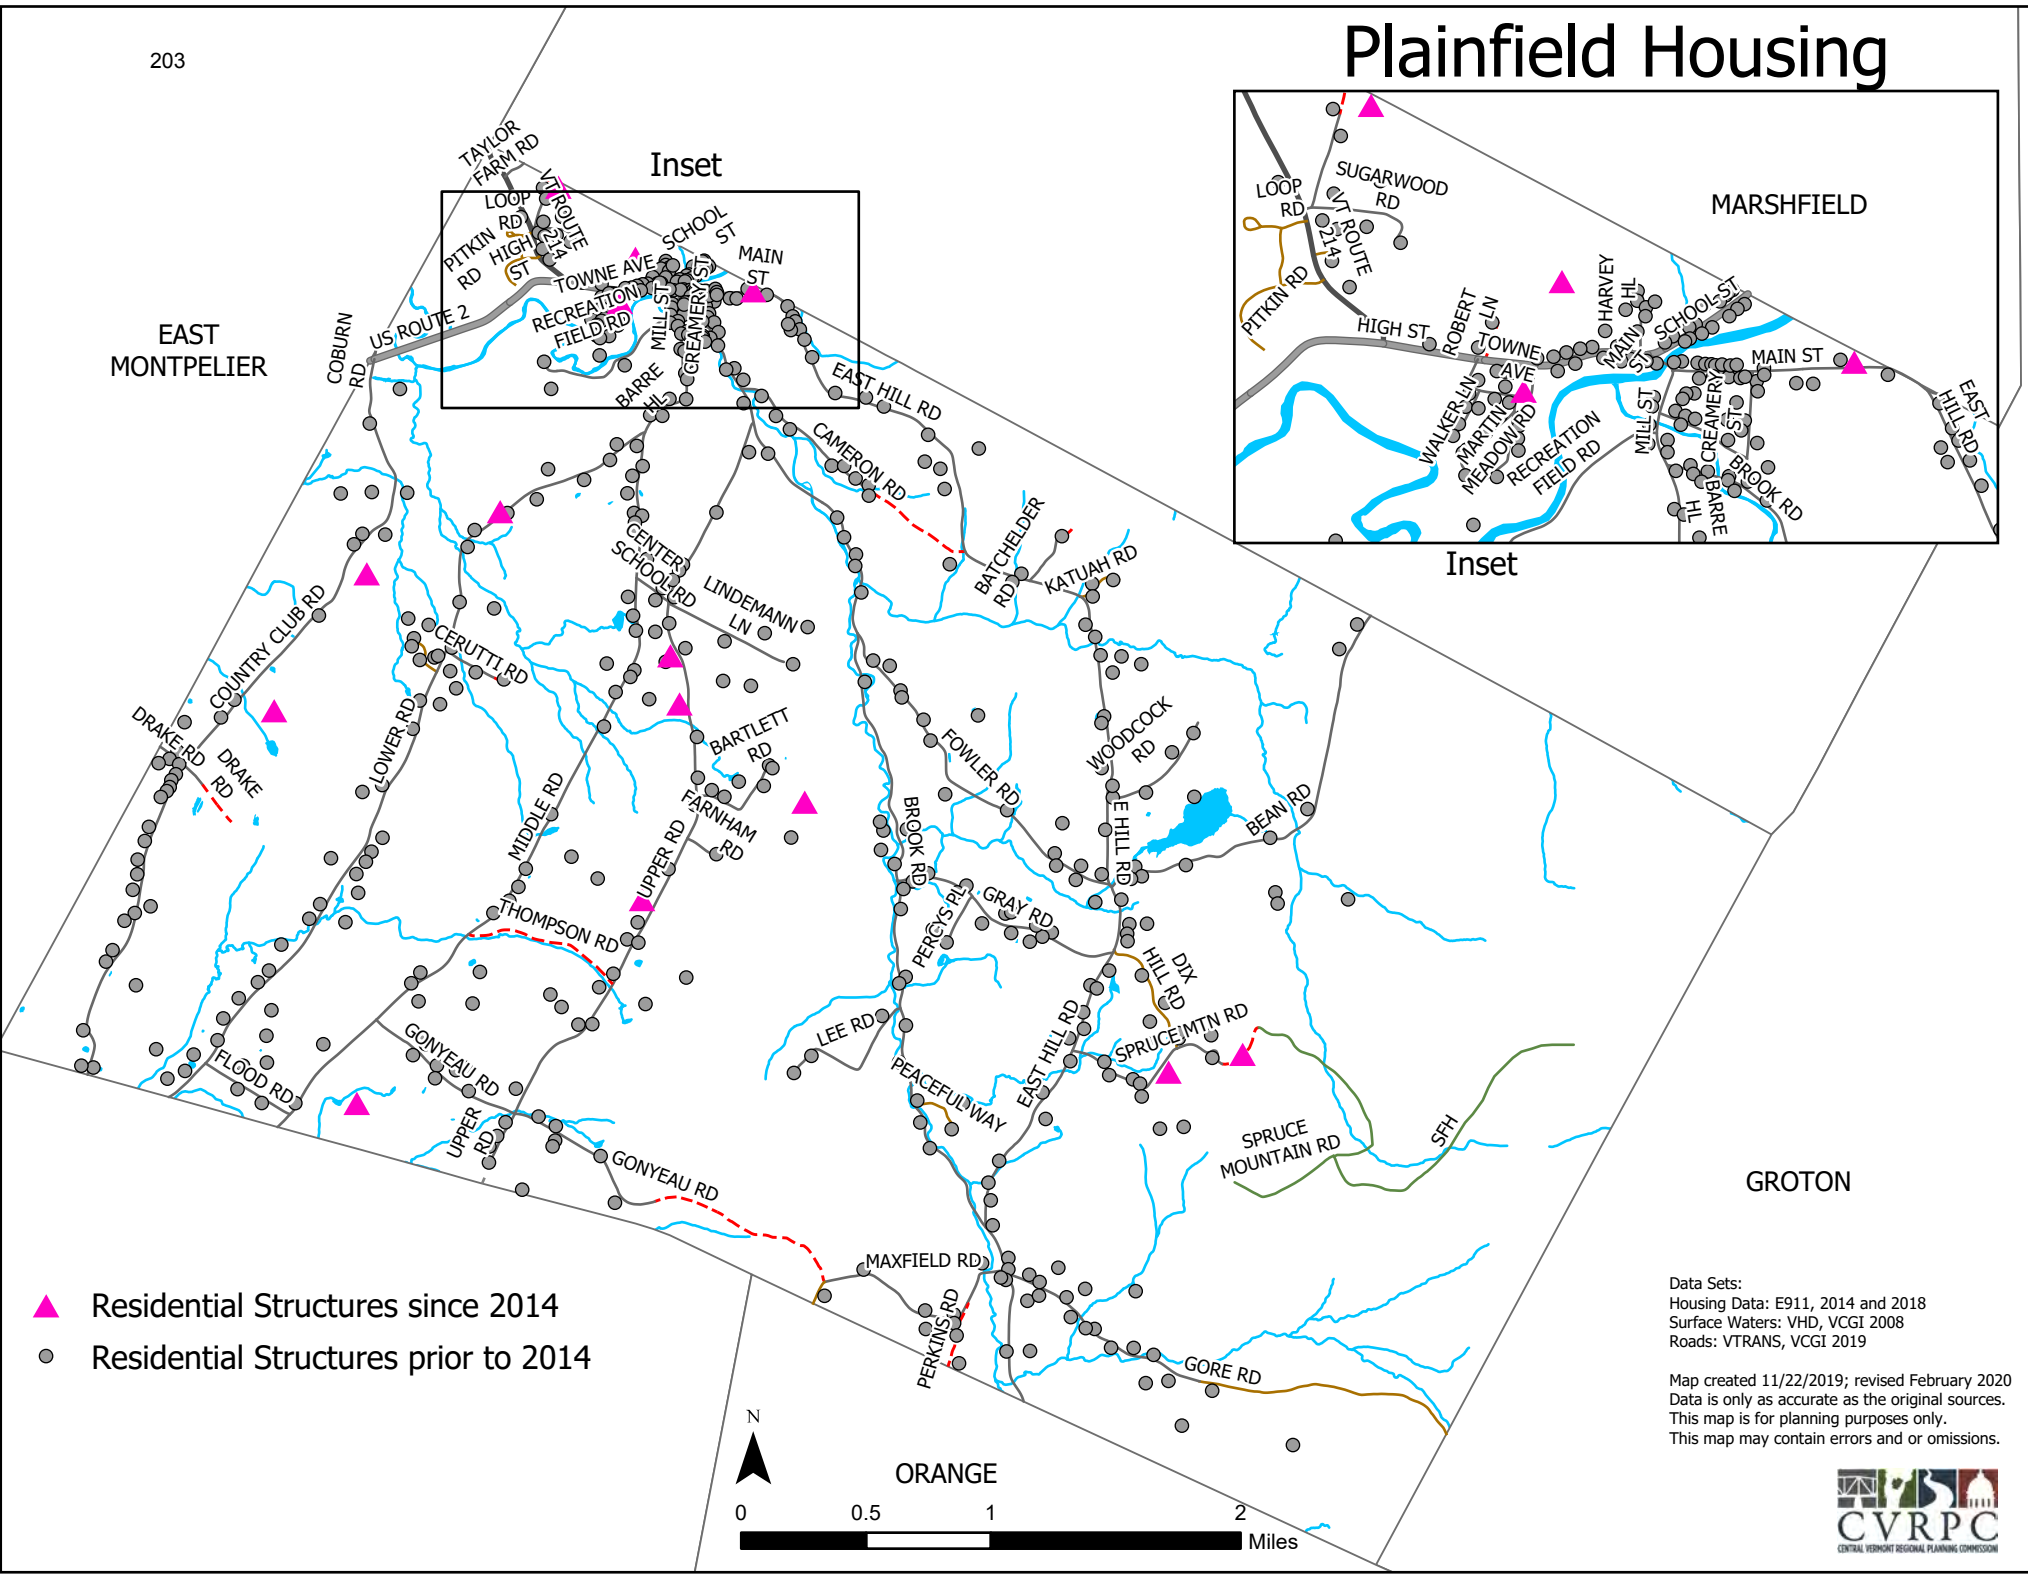 Plainfield Housing
203
Inset
TAYLOR
FARM RD
LOOP
RD
VT ROUTE
214
PITKIN
RD
HIGH
ST
SCHOOL
ST
MAIN
ST
TOWNE AVE
RECREATION
FIELD RD
MILL ST
CREAMERY ST
US ROUTE 2
COBURN
RD
EAST
MONTPELIER
BARRE
HL
EAST HILL RD
CAMERON RD
LOOP
RD
SUGARWOOD
RD
VT ROUTE
214
PITKIN RD
MARSHFIELD
HIGH ST
ROBERT
LN
TOWNE
AVE
HARVEY
HL
MAIN
ST
SCHOOL ST
MAIN ST
WALKER LN
MARTIN
MEADOW RD
RECREATION
FIELD RD
MILL ST
CREAMERY
ST
BROOK RD
BARRE
HL
EAST
HILL RD
Inset
CENTER
SCHOOL RD
LINDEMANN
LN
BATCHELDER
RD
KATUAH RD
COUNTRY CLUB RD
CERUTTI RD
DRAKE RD
DRAKE
RD
LOWER RD
MIDDLE RD
BARTLETT
RD
FARNHAM
RD
UPPER RD
FOWLER RD
WOODCOCK
RD
BROOK RD
E HILL RD
BEAN RD
THOMPSON RD
PERCYS PL
GRAY RD
DIX
HILL RD
LEE RD
EAST HILL RD
SPRUCE MTN RD
PEACEFUL WAY
GONYEAU RD
FLOOD RD
UPPER
RD
GONYEAU RD
SPRUCE
MOUNTAIN RD
SFH
GROTON
MAXFIELD RD
PERKINS RD
GORE RD
Residential Structures since 2014
Residential Structures prior to 2014
Data Sets:
Housing Data: E911, 2014 and 2018
Surface Waters: VHD, VCGI 2008
Roads: VTRANS, VCGI 2019
Map created 11/22/2019; revised February 2020
Data is only as accurate as the original sources.
This map is for planning purposes only.
This map may contain errors and or omissions.
N
ORANGE
0 0.5 1 2
Miles
CVRPC
CENTRAL VERMONT REGIONAL PLANNING COMMISSION